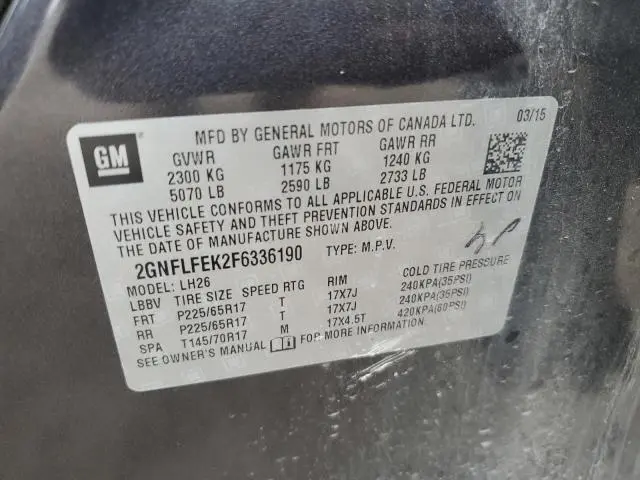 GM
MFD BY GENERAL MOTORS OF CANADA LTD. 03/15
GVWR GAWR FRT GAWR RR
2300 KG 1175 KG 1240 KG
5070 LB 2590 LB 2733 LB
THIS VEHICLE CONFORMS TO ALL APPLICABLE U.S. FEDERAL MOTOR
VEHICLE SAFETY AND THEFT PREVENTION STANDARDS IN EFFECT ON
THE DATE OF MANUFACTURE SHOWN ABOVE.
2GNFLFEK2F6336190 TYPE: M.P.V.
MODEL: LH26
LBBV TIRE SIZE SPEED RTG RIM COLD TIRE PRESSURE
FRT P225/65R17 T 17X7J 240KPA(35PSI)
RR P225/65R17 T 17X7J 240KPA(35PSI)
SPA T145/70R17 M 17X4.5T 420KPA(60PSI)
SEE OWNER'S MANUAL FOR MORE INFORMATION